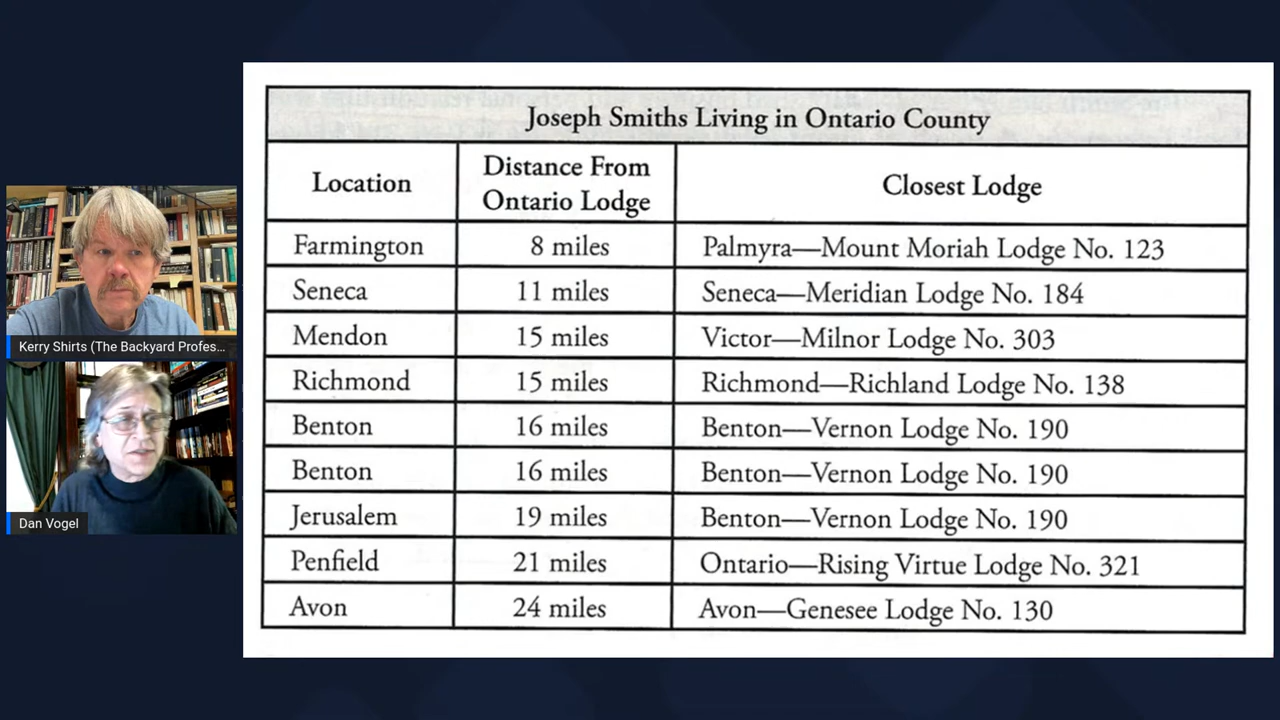 Joseph Smiths Living in Ontario County
Location
Distance From
Ontario Lodge
Closest Lodge
Farmington 8 miles Palmyra—Mount Moriah Lodge No. 123
Seneca 11 miles Seneca—Meridian Lodge No. 184
Mendon 15 miles Victor—Milnor Lodge No. 303
Richmond 15 miles Richmond—Richland Lodge No. 138
Benton 16 miles Benton—Vernon Lodge No. 190
Benton 16 miles Benton—Vernon Lodge No. 190
Jerusalem 19 miles Benton—Vernon Lodge No. 190
Penfield 21 miles Ontario—Rising Virtue Lodge No. 321
Avon 24 miles Avon—Genesee Lodge No. 130
Kerry Shirts (The Backyard Profes...
Dan Vogel